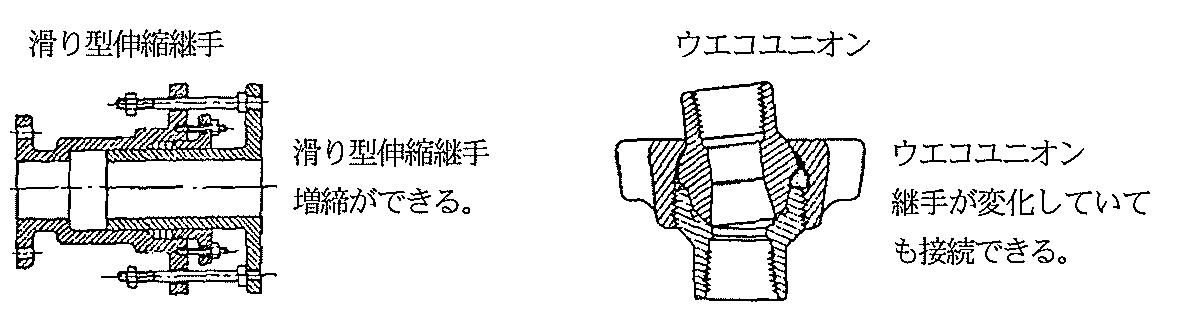 滑り型伸縮継手
ウエコユニオン
滑り型伸縮継手
増締ができる。
ウエコユニオン
継手が変化していて
も接続できる。